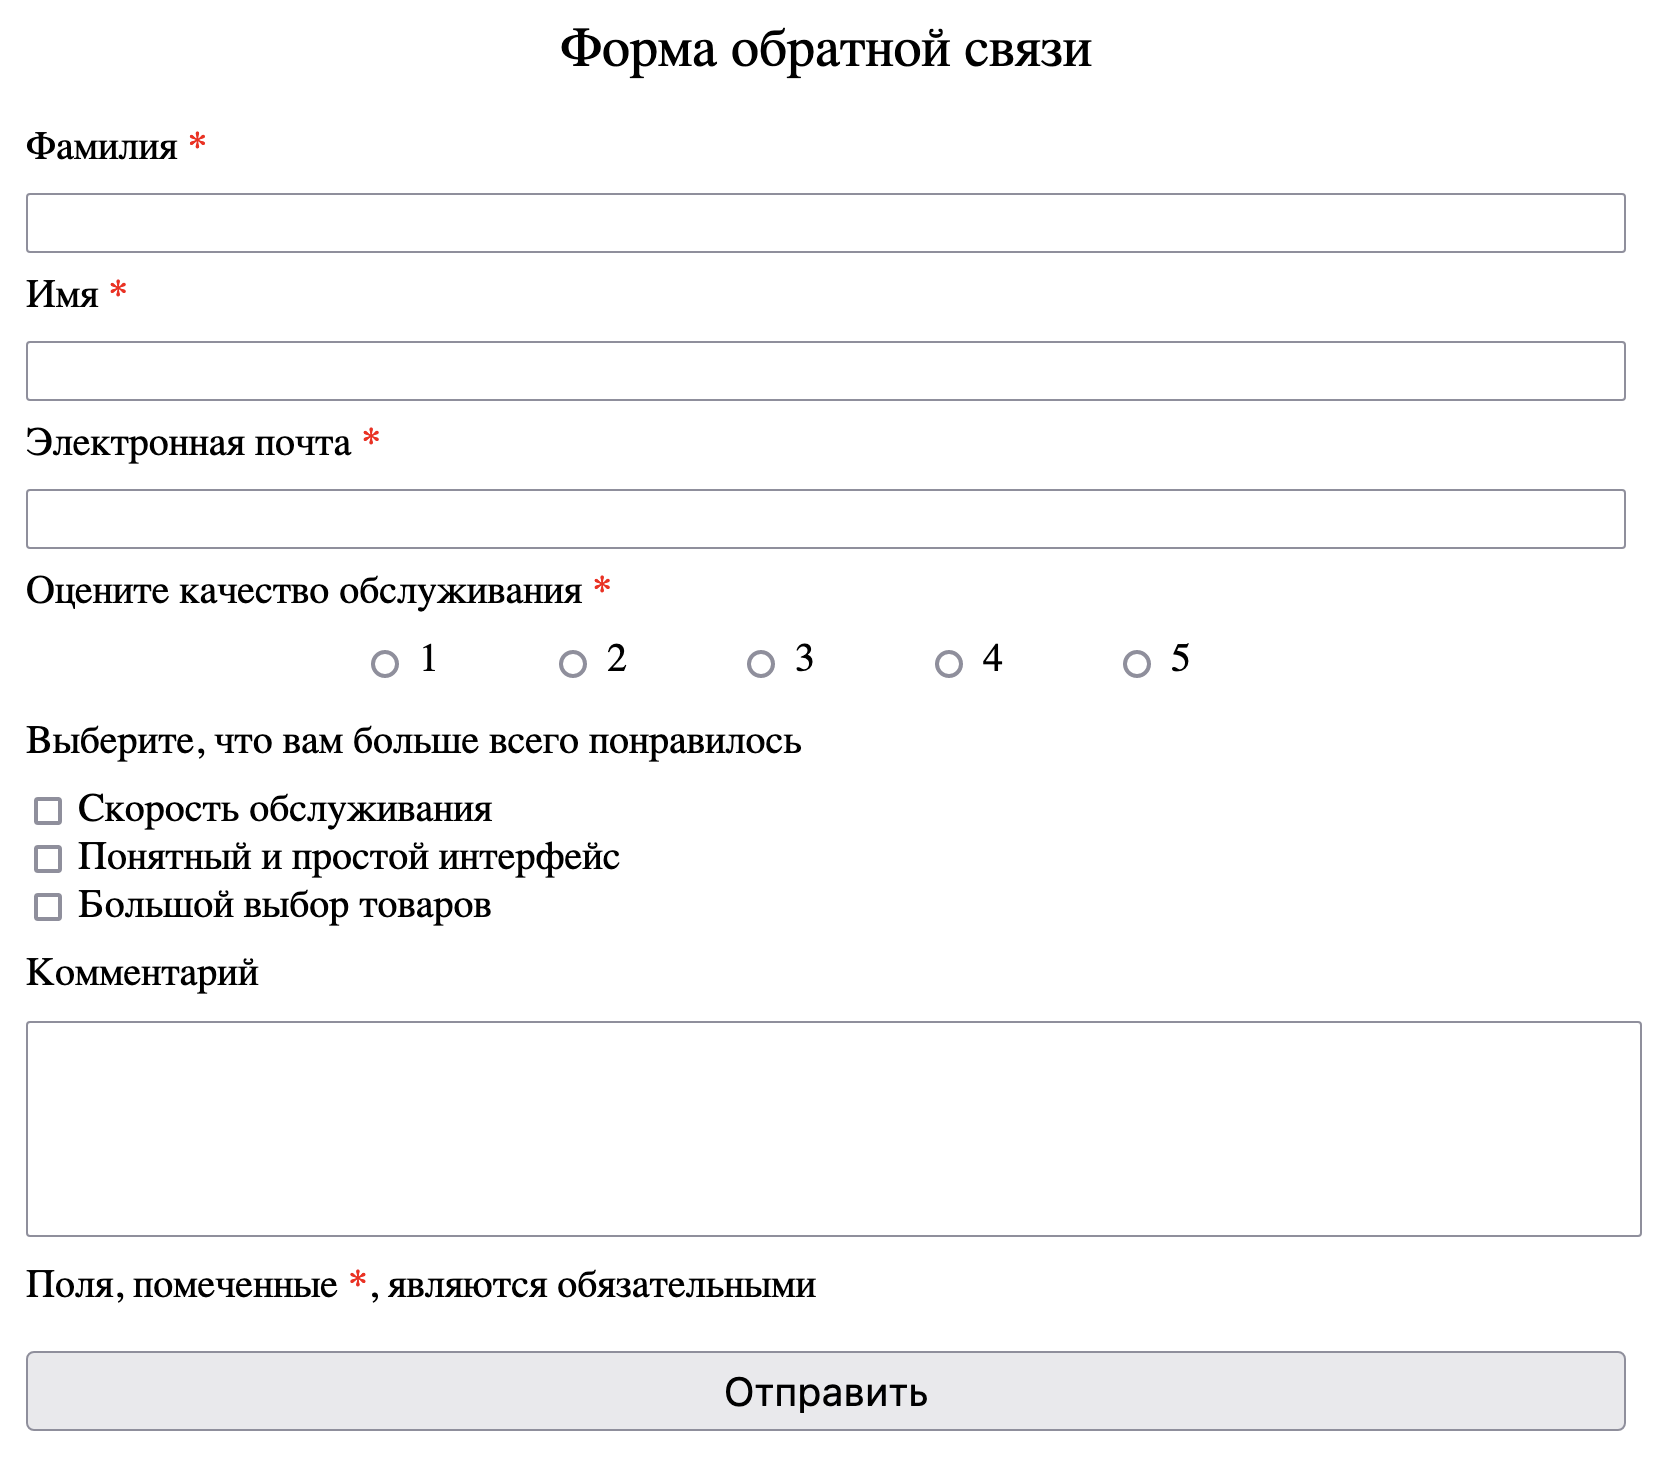 Форма обратной связи
Фамилия *
Имя *
Электронная почта *
Оцените качество обслуживания *
1 2 3 4 5
Выберите, что вам больше всего понравилось
Скорость обслуживания
Понятный и простой интерфейс
Большой выбор товаров
Комментарий
Поля, помеченные *, являются обязательными
Отправить